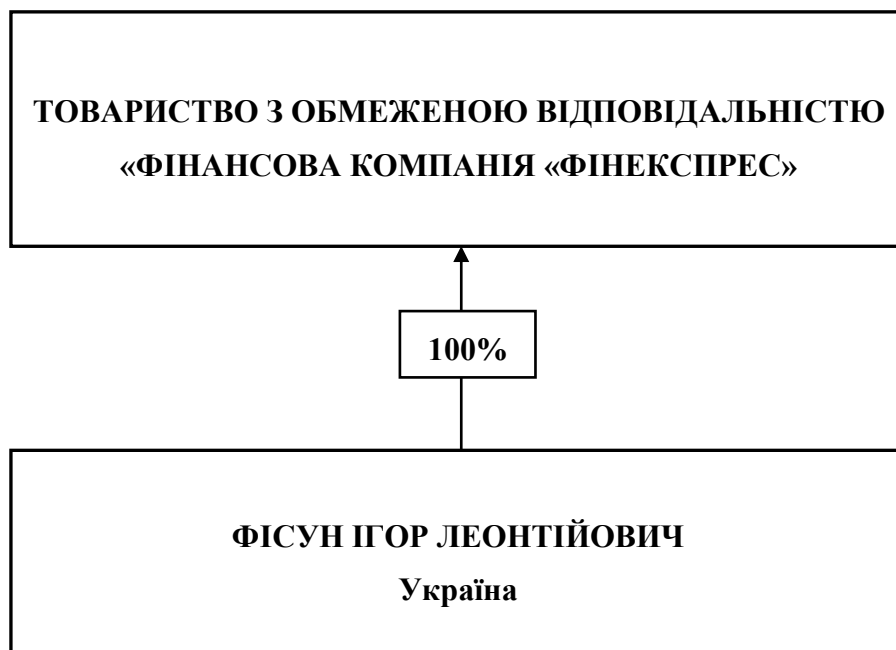 ТОВАРИСТВО З ОБМЕЖЕНОЮ ВІДПОВІДАЛЬНІСТЮ
«ФІНАНСОВА КОМПАНІЯ «ФІНЕКСПРЕС»
100%
ФІСУН ІГОР ЛЕОНТІЙОВИЧ
Україна